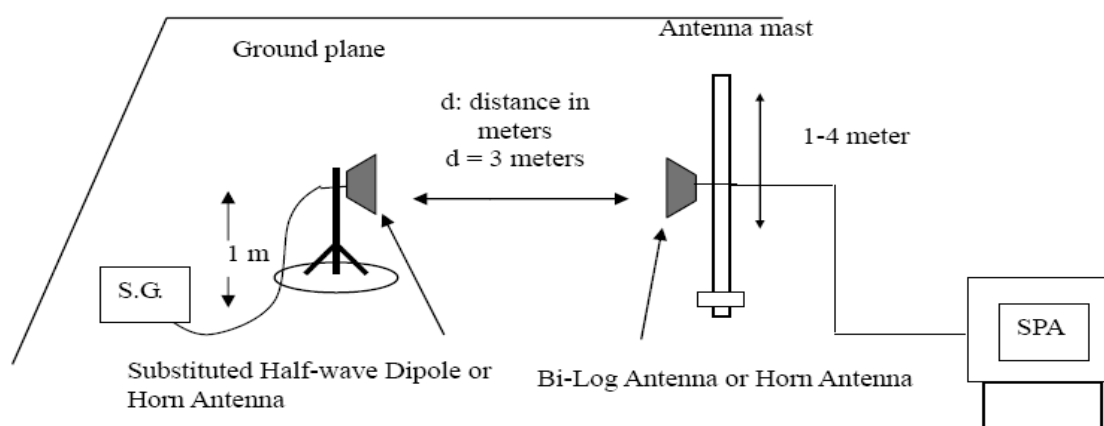 Antenna mast
Ground plane
d: distance in
meters
d = 3 meters
1-4 meter
1 m
S.G.
SPA
Substituted Half-wave Dipole or
Horn Antenna
Bi-Log Antenna or Horn Antenna